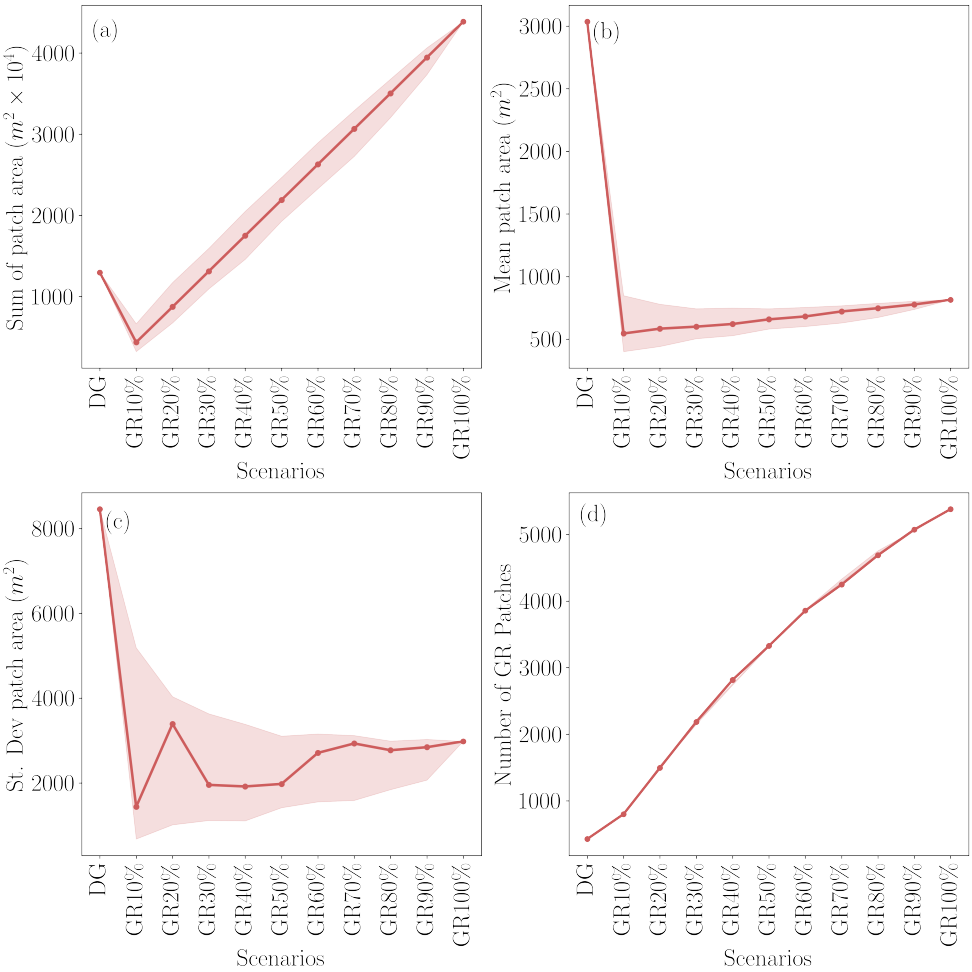 (a)
Sum of patch area (m² × 10⁴)
4000
3000
2000
1000
DG
GR10%
GR20%
GR30%
GR40%
GR50%
GR60%
GR70%
GR80%
GR90%
GR100%
Scenarios
(b)
Mean patch area (m²)
3000
2500
2000
1500
1000
500
DG
GR10%
GR20%
GR30%
GR40%
GR50%
GR60%
GR70%
GR80%
GR90%
GR100%
Scenarios
(c)
St. Dev patch area (m²)
8000
6000
4000
2000
DG
GR10%
GR20%
GR30%
GR40%
GR50%
GR60%
GR70%
GR80%
GR90%
GR100%
Scenarios
(d)
Number of GR Patches
5000
4000
3000
2000
1000
DG
GR10%
GR20%
GR30%
GR40%
GR50%
GR60%
GR70%
GR80%
GR90%
GR100%
Scenarios